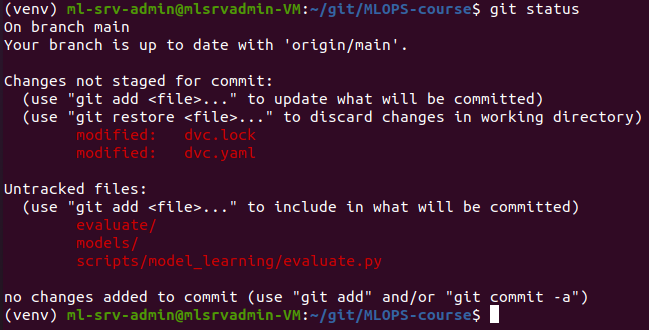 (venv) ml-srv-admin@mlsrvadmin-VM:~/git/MLOPS-course$ git status
On branch main
Your branch is up to date with 'origin/main'.

Changes not staged for commit:
  (use "git add <file>..." to update what will be committed)
  (use "git restore <file>..." to discard changes in working directory)
        modified:   dvc.lock
        modified:   dvc.yaml

Untracked files:
  (use "git add <file>..." to include in what will be committed)
        evaluate/
        models/
        scripts/model_learning/evaluate.py

no changes added to commit (use "git add" and/or "git commit -a")
(venv) ml-srv-admin@mlsrvadmin-VM:~/git/MLOPS-course$